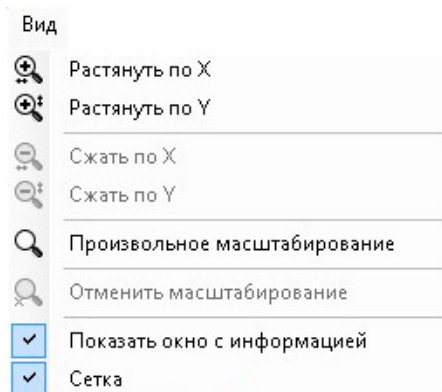 Вид
Растянуть по X
Растянуть по Y
Сжать по X
Сжать по Y
Произвольное масштабирование
Отменить масштабирование
Показать окно с информацией
Сетка